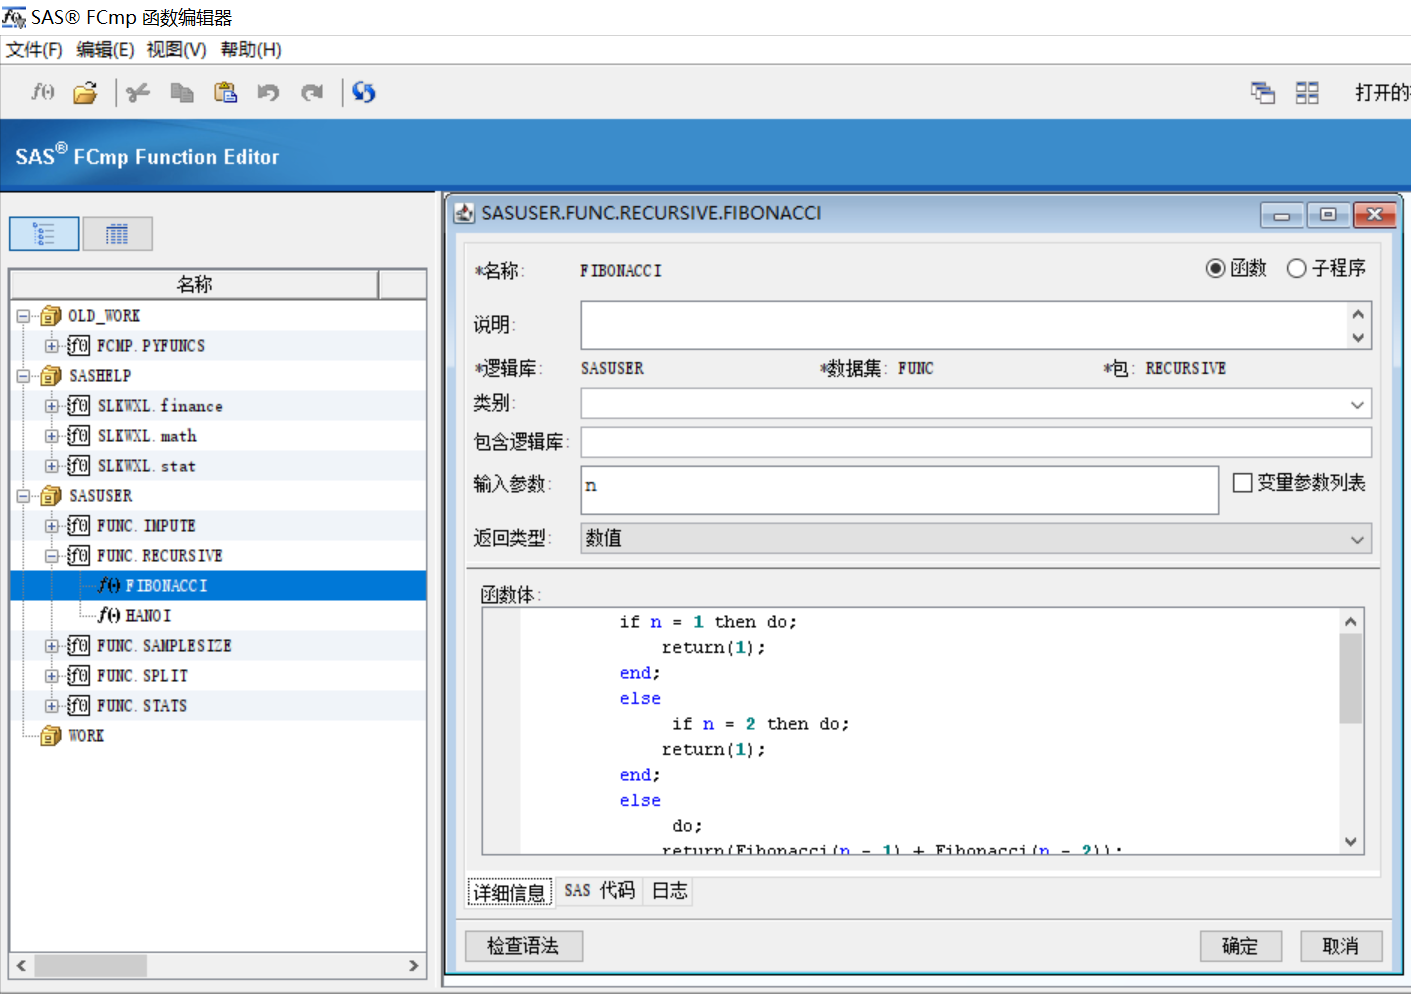 SAS® FCmp 函数编辑器
文件(F) 编辑(E) 视图(V) 帮助(H)
打开的
SAS® FCmp Function Editor
名称
OLD_WORK
FCMP.PYFUNCS
SASHELP
SLKWXL.finance
SLKWXL.math
SLKWXL.stat
SASUSER
FUNC.IMPUTE
FUNC.RECURSIVE
FIBONACCI
HANOI
FUNC.SAMPLESIZE
FUNC.SPLIT
FUNC.STATS
WORK
SASUSER.FUNC.RECURSIVE.FIBONACCI
*名称: FIBONACCI 函数 子程序
说明:
*逻辑库: SASUSER *数据集: FUNC *包: RECURSIVE
类别:
包含逻辑库:
输入参数: n 变量参数列表
返回类型: 数值
函数体:
if n = 1 then do;
return(1);
end;
else
if n = 2 then do;
return(1);
end;
else
do;
return(Fibonacci(n - 1) + Fibonacci(n - 2));
详细信息 SAS 代码 日志
检查语法 确定 取消